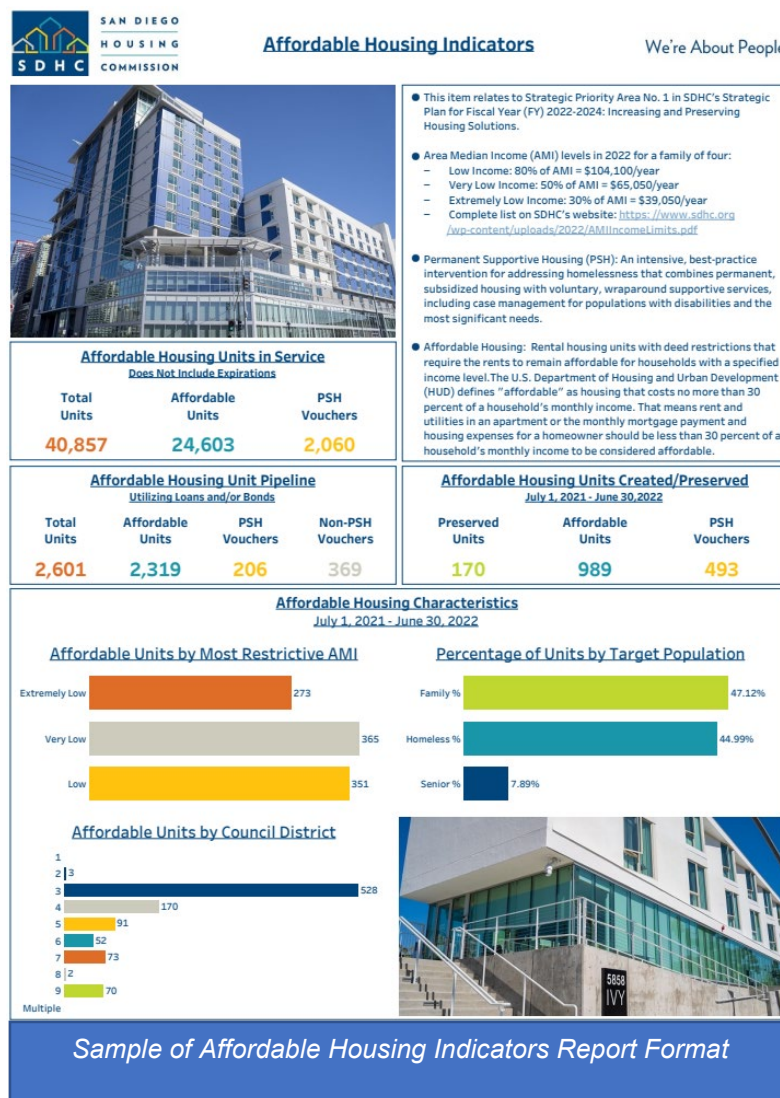 SAN DIEGO
HOUSING
COMMISSION
SDHC
Affordable Housing Indicators
We're About People
● This item relates to Strategic Priority Area No. 1 in SDHC's Strategic
Plan for Fiscal Year (FY) 2022-2024: Increasing and Preserving
Housing Solutions.
● Area Median Income (AMI) levels in 2022 for a family of four:
– Low Income: 80% of AMI = $104,100/year
– Very Low Income: 50% of AMI = $65,050/year
– Extremely Low Income: 30% of AMI = $39,050/year
– Complete list on SDHC's website: https://www.sdhc.org
/wp-content/uploads/2022/AMIIncomeLimits.pdf
● Permanent Supportive Housing (PSH): An intensive, best-practice
intervention for addressing homelessness that combines permanent,
subsidized housing with voluntary, wraparound supportive services,
including case management for populations with disabilities and the
most significant needs.
● Affordable Housing: Rental housing units with deed restrictions that
require the rents to remain affordable for households with a specified
income level.The U.S. Department of Housing and Urban Development
(HUD) defines "affordable" as housing that costs no more than 30
percent of a household's monthly income. That means rent and
utilities in an apartment or the monthly mortgage payment and
housing expenses for a homeowner should be less than 30 percent of a
household's monthly income to be considered affordable.
Affordable Housing Units in Service
Does Not Include Expirations
Total Affordable PSH
Units Units Vouchers
40,857 24,603 2,060
Affordable Housing Unit Pipeline
Utilizing Loans and/or Bonds
Total Affordable PSH Non-PSH
Units Units Vouchers Vouchers
2,601 2,319 206 369
Affordable Housing Units Created/Preserved
July 1, 2021 - June 30,2022
Preserved Affordable PSH
Units Units Vouchers
170 989 493
Affordable Housing Characteristics
July 1, 2021 - June 30, 2022
Affordable Units by Most Restrictive AMI
Extremely Low 273
Very Low 365
Low 351
Percentage of Units by Target Population
Family % 47.12%
Homeless % 44.99%
Senior % 7.89%
Affordable Units by Council District
1
2 3
3 528
4 170
5 91
6 52
7 73
8 2
9 70
Multiple
5858
IVY
Sample of Affordable Housing Indicators Report Format